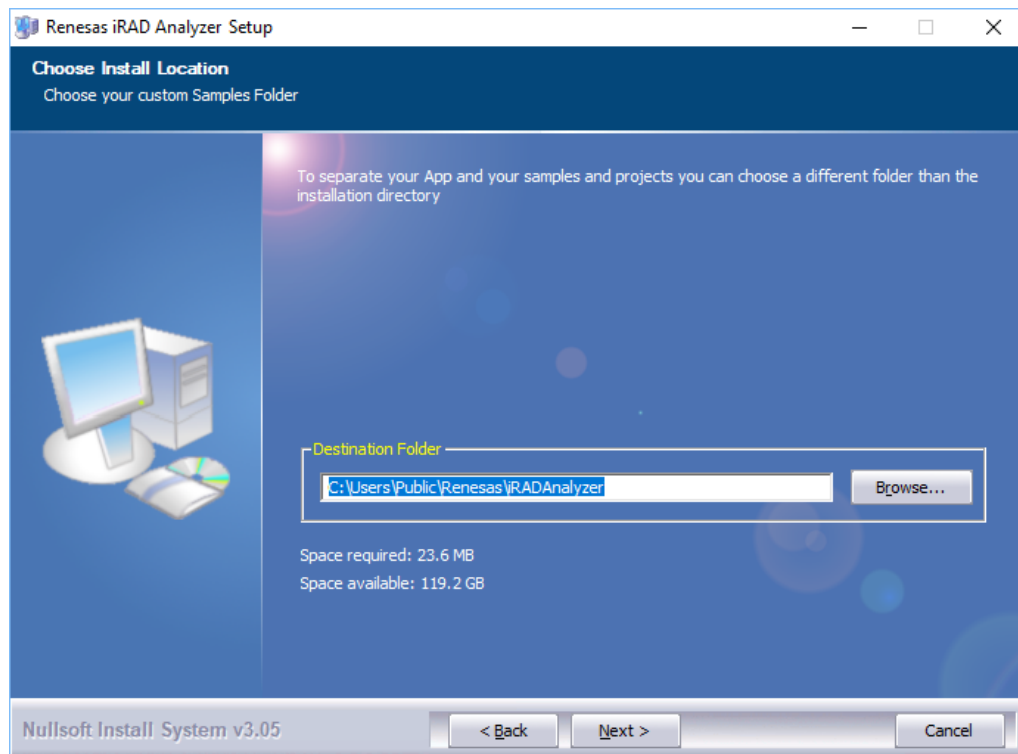 Renesas iRAD Analyzer Setup
Choose Install Location
Choose your custom Samples Folder
To separate your App and your samples and projects you can choose a different folder than the
installation directory
Destination Folder
C:\Users\Public\Renesas\iRADAnalyzer
Browse...
Space required: 23.6 MB
Space available: 119.2 GB
Nullsoft Install System v3.05
< Back
Next >
Cancel